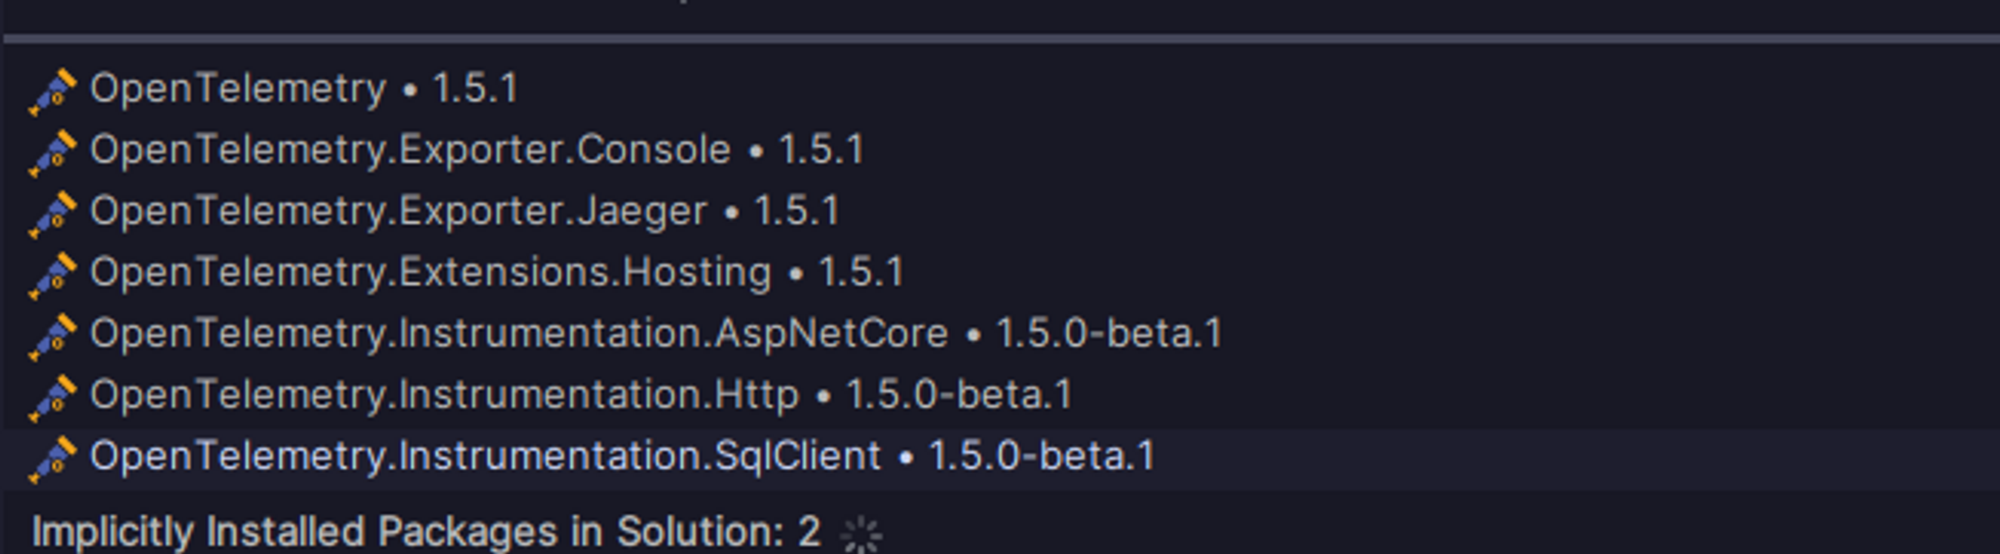 OpenTelemetry • 1.5.1
OpenTelemetry.Exporter.Console • 1.5.1
OpenTelemetry.Exporter.Jaeger • 1.5.1
OpenTelemetry.Extensions.Hosting • 1.5.1
OpenTelemetry.Instrumentation.AspNetCore • 1.5.0-beta.1
OpenTelemetry.Instrumentation.Http • 1.5.0-beta.1
OpenTelemetry.Instrumentation.SqlClient • 1.5.0-beta.1
Implicitly Installed Packages in Solution: 2